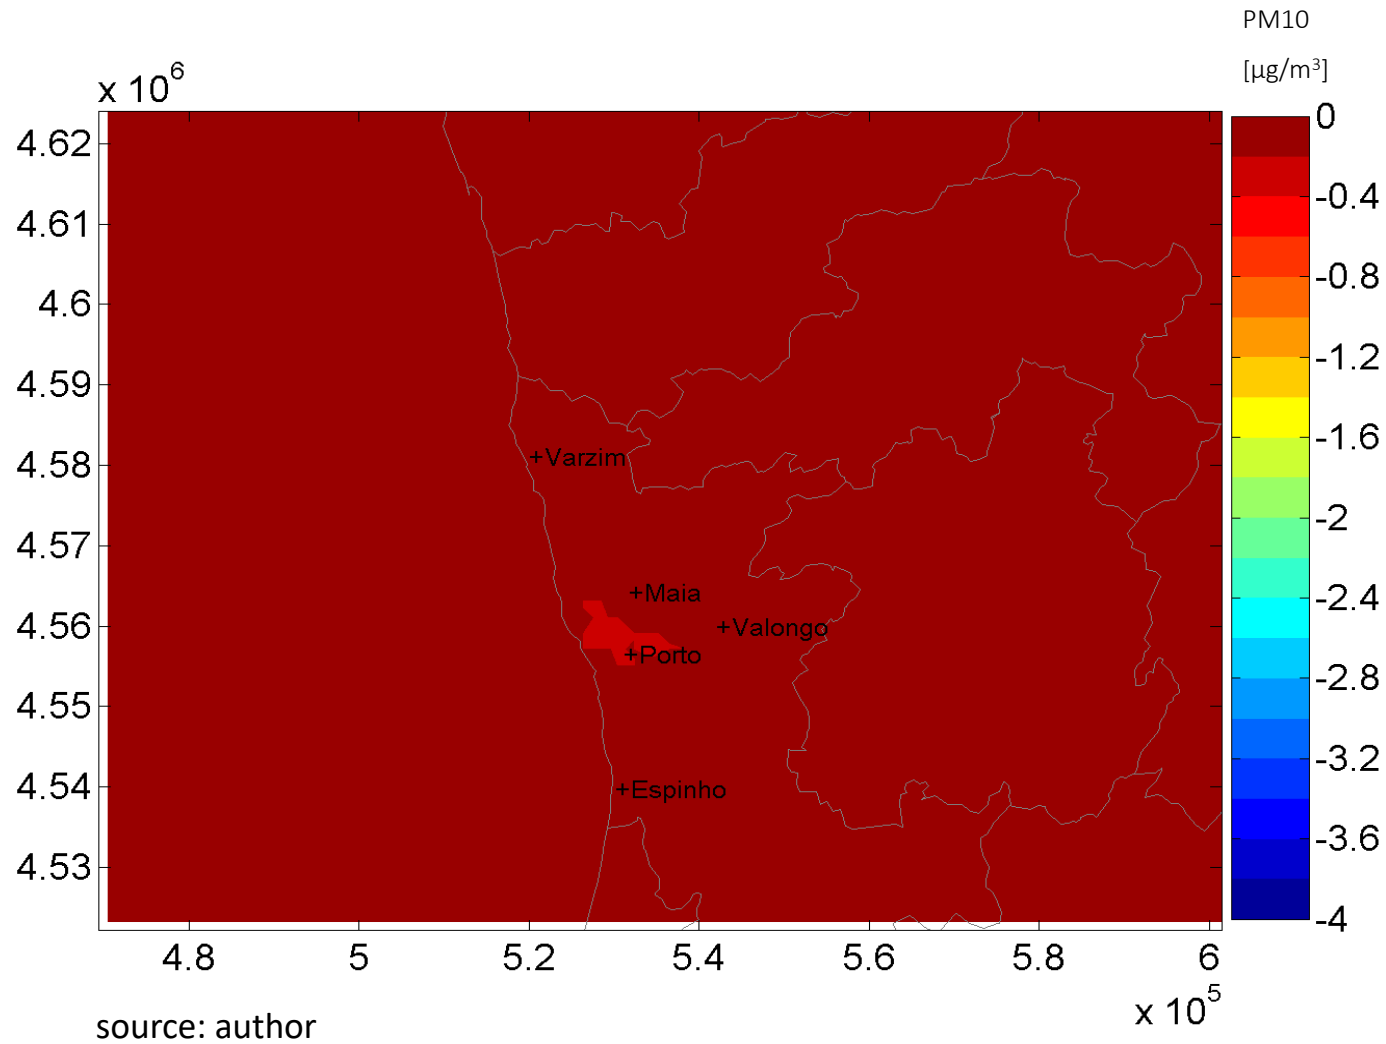 PM10
[µg/m³]
x 10⁶
4.62
4.61
4.6
4.59
4.58
4.57
4.56
4.55
4.54
4.53
+Varzim
+Maia
+Valongo
+Porto
+Espinho
0
-0.4
-0.8
-1.2
-1.6
-2
-2.4
-2.8
-3.2
-3.6
-4
4.8 5 5.2 5.4 5.6 5.8 6
x 10⁵
source: author